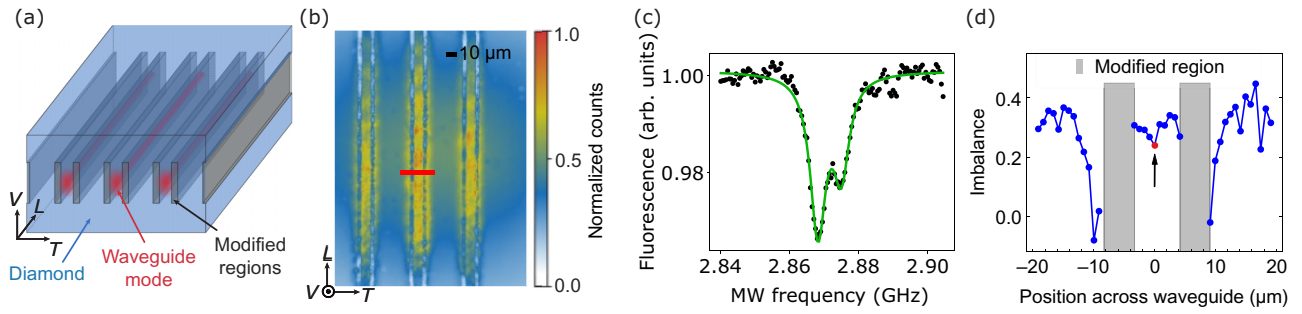 (a)
V
L
T
Diamond
Waveguide
mode
Modified
regions
(b)
10 μm
L
V
T
1.0
0.5
0.0
Normalized counts
(c)
Fluorescence (arb. units)
1.00
0.98
2.84
2.86
2.88
2.90
MW frequency (GHz)
(d)
Modified region
Imbalance
0.4
0.2
0.0
−20
−10
0
10
20
Position across waveguide (μm)